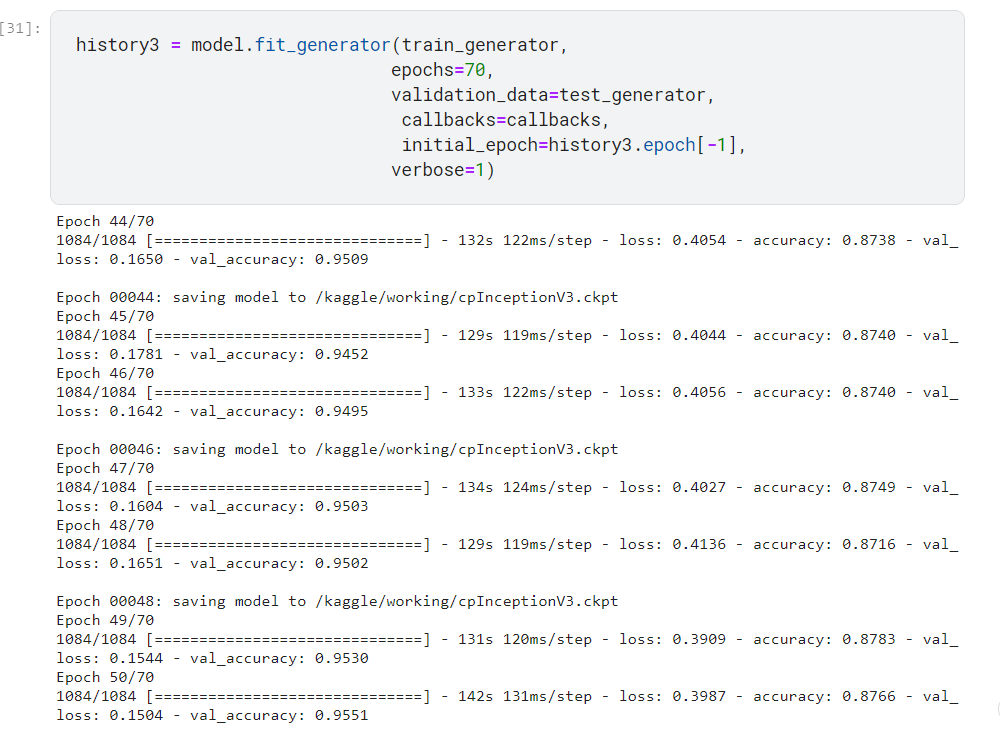 [31]:
history3 = model.fit_generator(train_generator,
epochs=70,
validation_data=test_generator,
callbacks=callbacks,
initial_epoch=history3.epoch[-1],
verbose=1)
Epoch 44/70
1084/1084 [==============================] - 132s 122ms/step - loss: 0.4054 - accuracy: 0.8738 - val_
loss: 0.1650 - val_accuracy: 0.9509
Epoch 00044: saving model to /kaggle/working/cpInceptionV3.ckpt
Epoch 45/70
1084/1084 [==============================] - 129s 119ms/step - loss: 0.4044 - accuracy: 0.8740 - val_
loss: 0.1781 - val_accuracy: 0.9452
Epoch 46/70
1084/1084 [==============================] - 133s 122ms/step - loss: 0.4056 - accuracy: 0.8740 - val_
loss: 0.1642 - val_accuracy: 0.9495
Epoch 00046: saving model to /kaggle/working/cpInceptionV3.ckpt
Epoch 47/70
1084/1084 [==============================] - 134s 124ms/step - loss: 0.4027 - accuracy: 0.8749 - val_
loss: 0.1604 - val_accuracy: 0.9503
Epoch 48/70
1084/1084 [==============================] - 129s 119ms/step - loss: 0.4136 - accuracy: 0.8716 - val_
loss: 0.1651 - val_accuracy: 0.9502
Epoch 00048: saving model to /kaggle/working/cpInceptionV3.ckpt
Epoch 49/70
1084/1084 [==============================] - 131s 120ms/step - loss: 0.3909 - accuracy: 0.8783 - val_
loss: 0.1544 - val_accuracy: 0.9530
Epoch 50/70
1084/1084 [==============================] - 142s 131ms/step - loss: 0.3987 - accuracy: 0.8766 - val_
loss: 0.1504 - val_accuracy: 0.9551